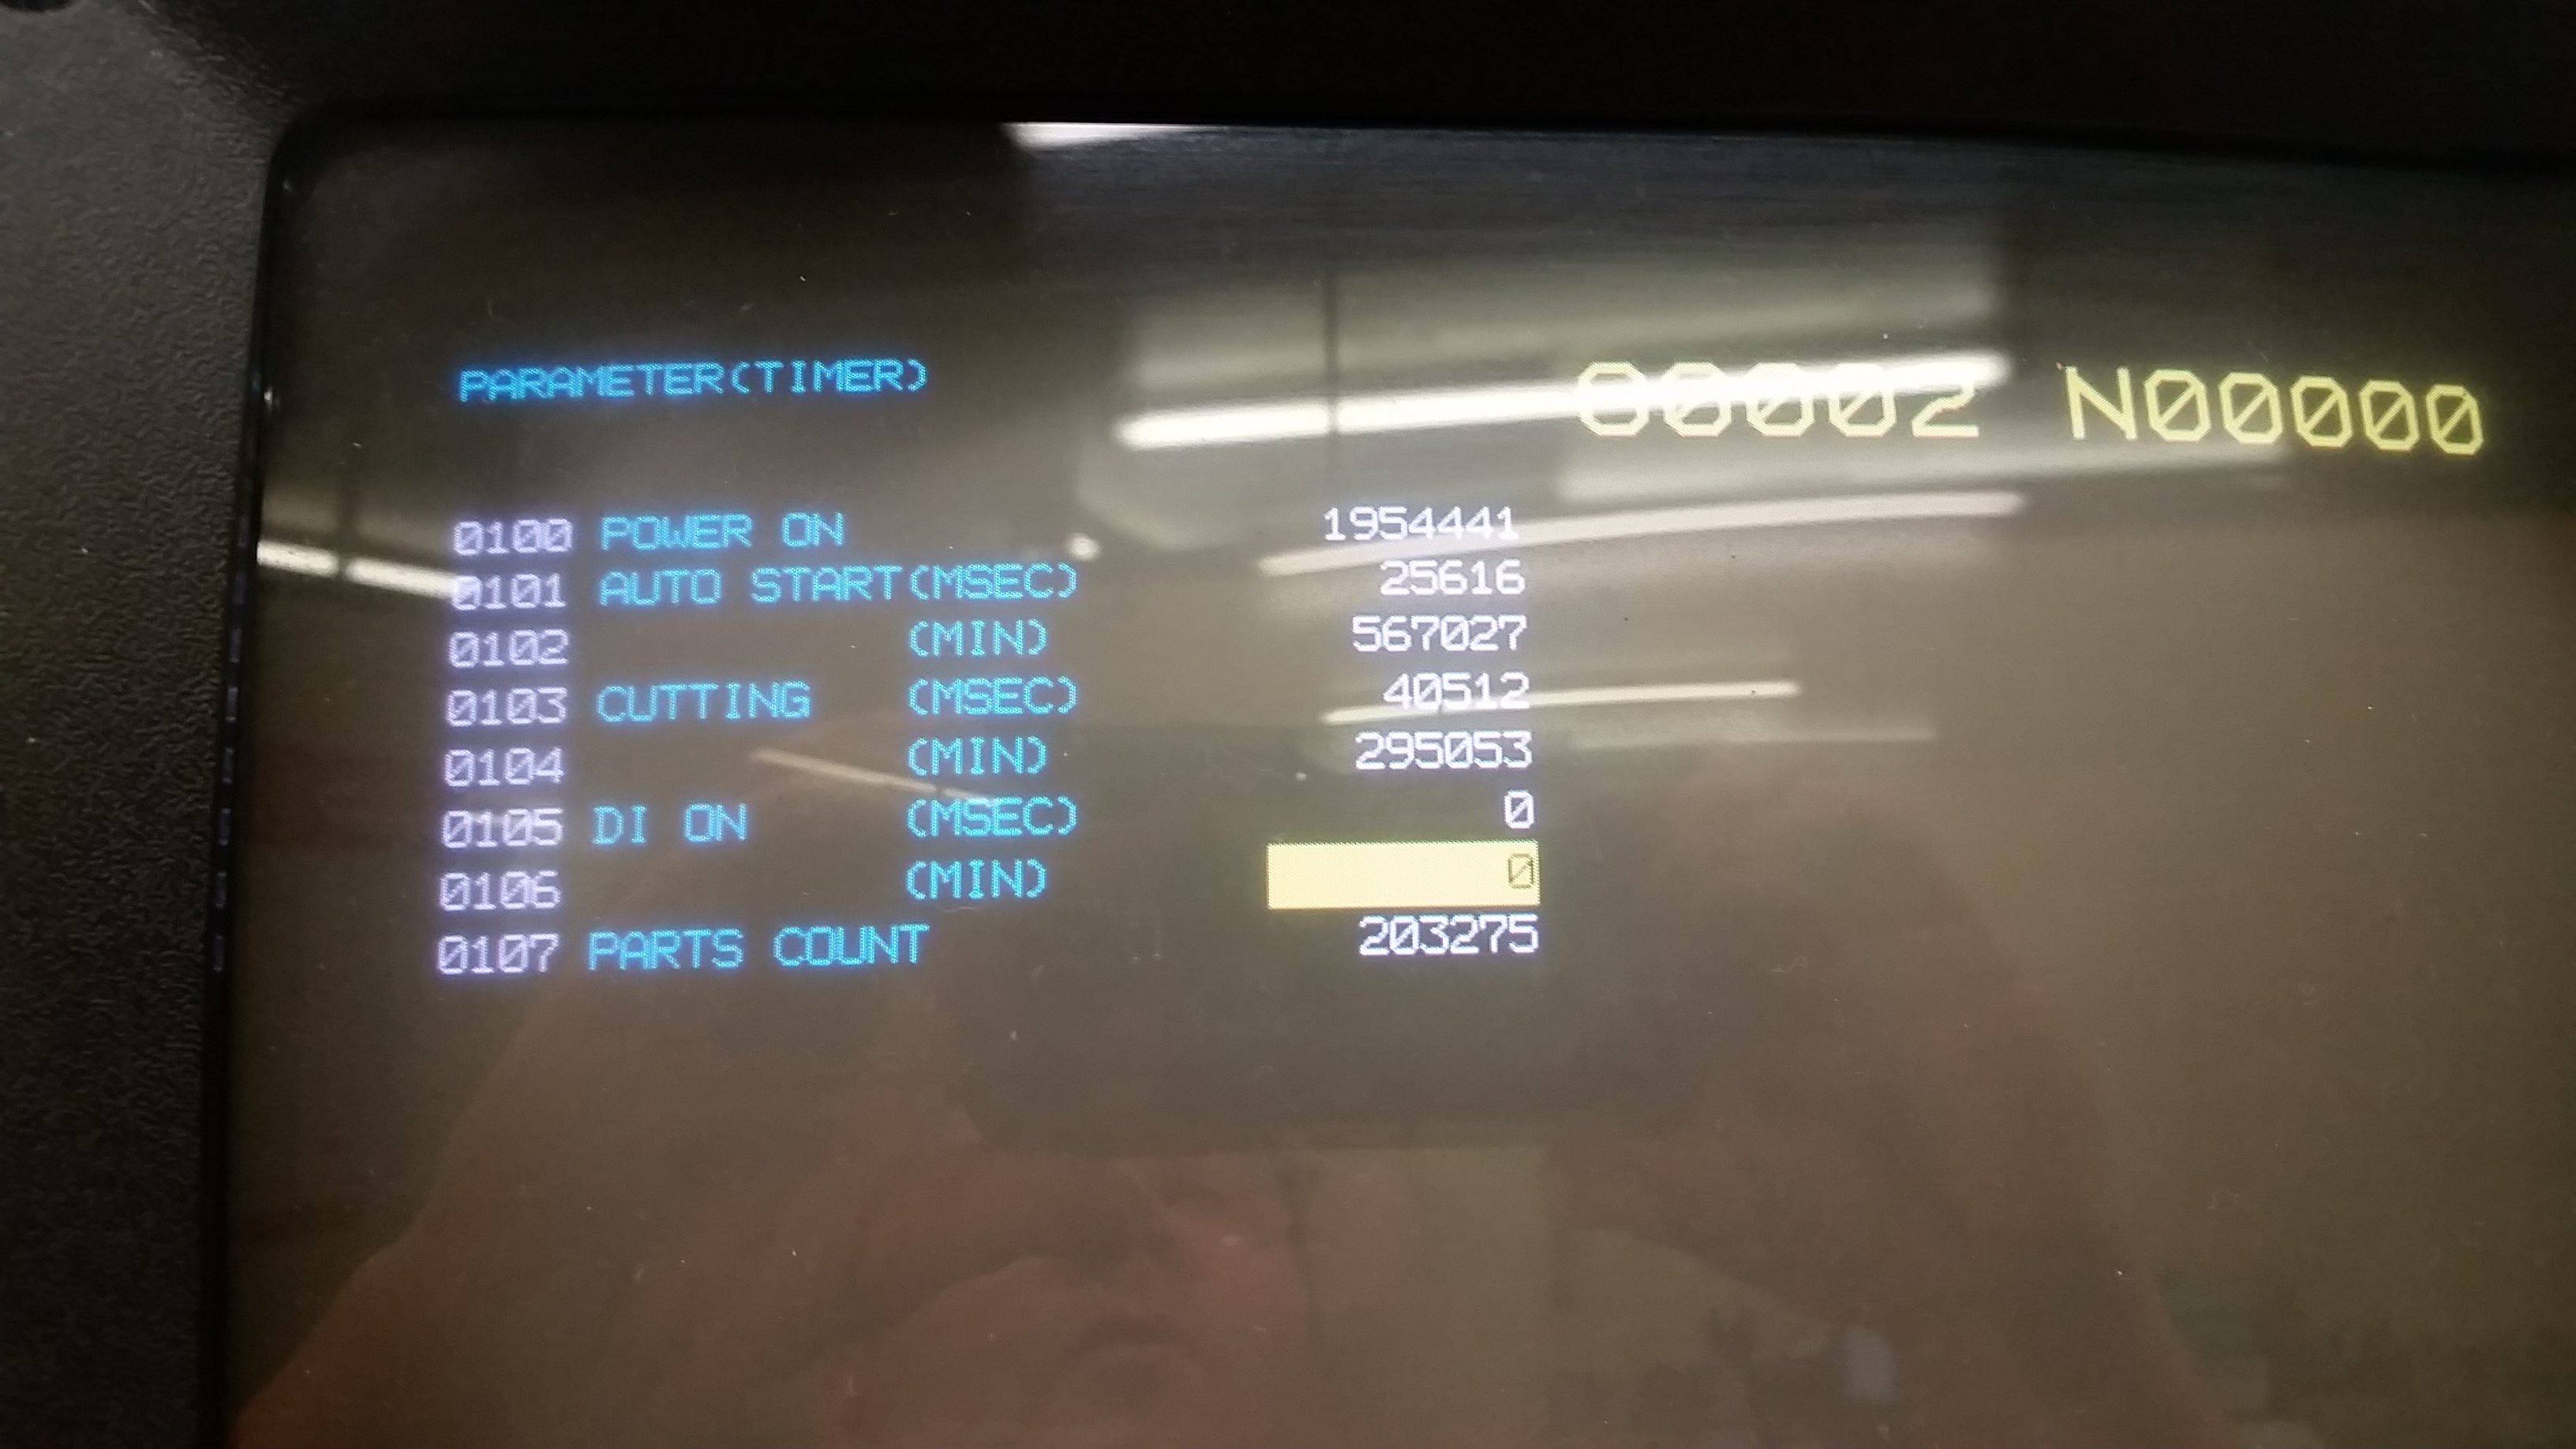 PARAMETER(TIMER) O0002 N00000
0100 POWER ON 1954441
0101 AUTO START(MSEC) 25616
0102 (MIN) 567027
0103 CUTTING (MSEC) 40512
0104 (MIN) 295053
0105 DI ON (MSEC) 0
0106 (MIN) 0
0107 PARTS COUNT 203275